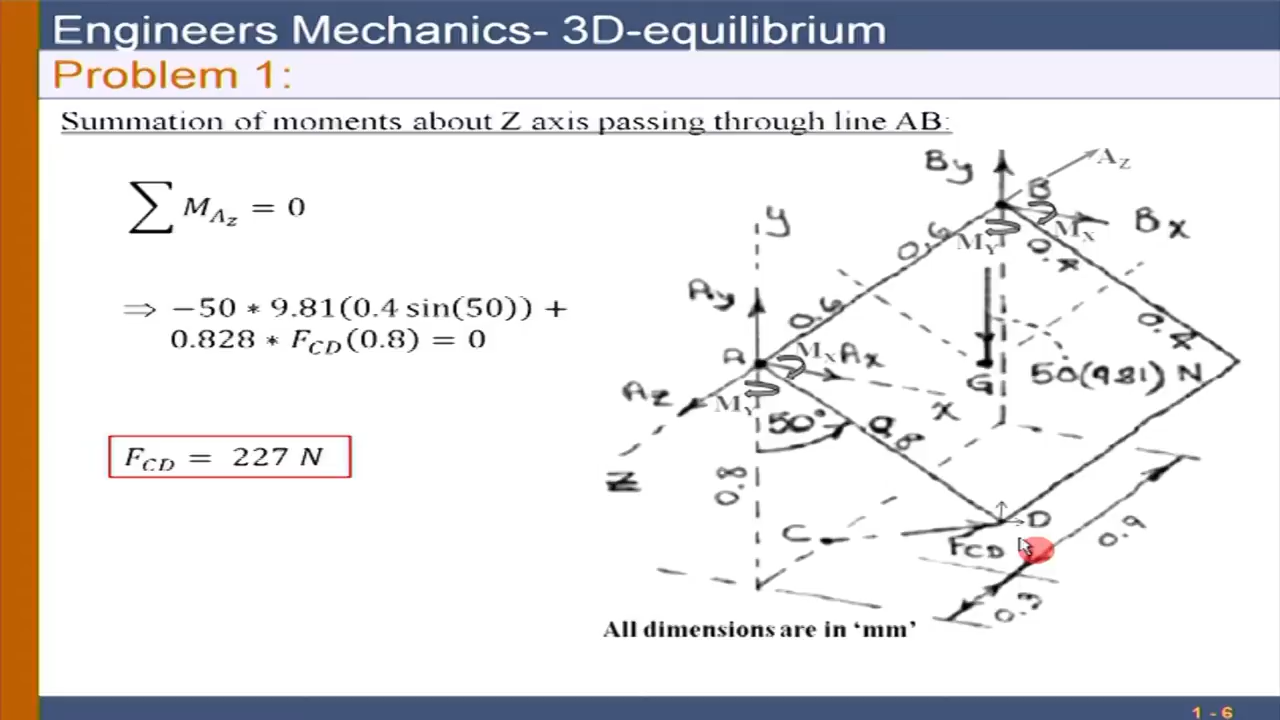 Engineers Mechanics- 3D-equilibrium
Problem 1:
Summation of moments about Z axis passing through line AB:
∑ M_{A_z} = 0
⇒ −50 ∗ 9.81(0.4 sin(50)) +
0.828 ∗ F_{CD}(0.8) = 0
F_{CD} = 227 N
By
B
A_Z
Bx
M_X
M_Y
0.6
0.4
y
Ay
0.6
0.4
A
M_X
Ax
G
50(981) N
Az
M_Y
50°
x
0.8
Z
0.8
C
D
F_{CD}
0.9
0.3
All dimensions are in ‘mm’
1 - 6